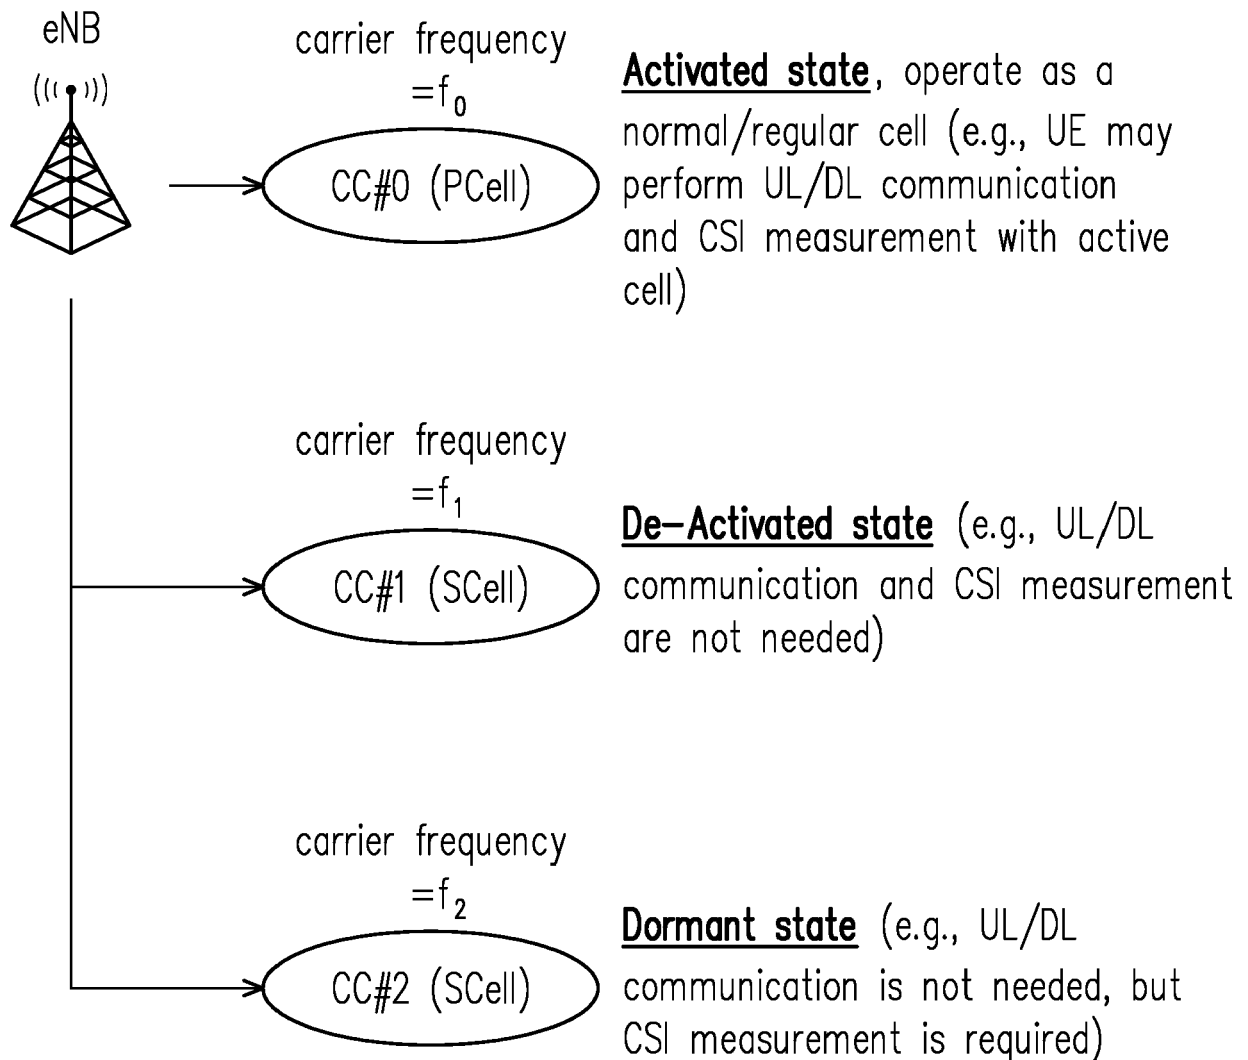 eNB
carrier frequency
=f₀
CC#0 (PCell)
Activated state, operate as a
normal/regular cell (e.g., UE may
perform UL/DL communication
and CSI measurement with active
cell)
carrier frequency
=f₁
CC#1 (SCell)
De-Activated state (e.g., UL/DL
communication and CSI measurement
are not needed)
carrier frequency
=f₂
CC#2 (SCell)
Dormant state (e.g., UL/DL
communication is not needed, but
CSI measurement is required)